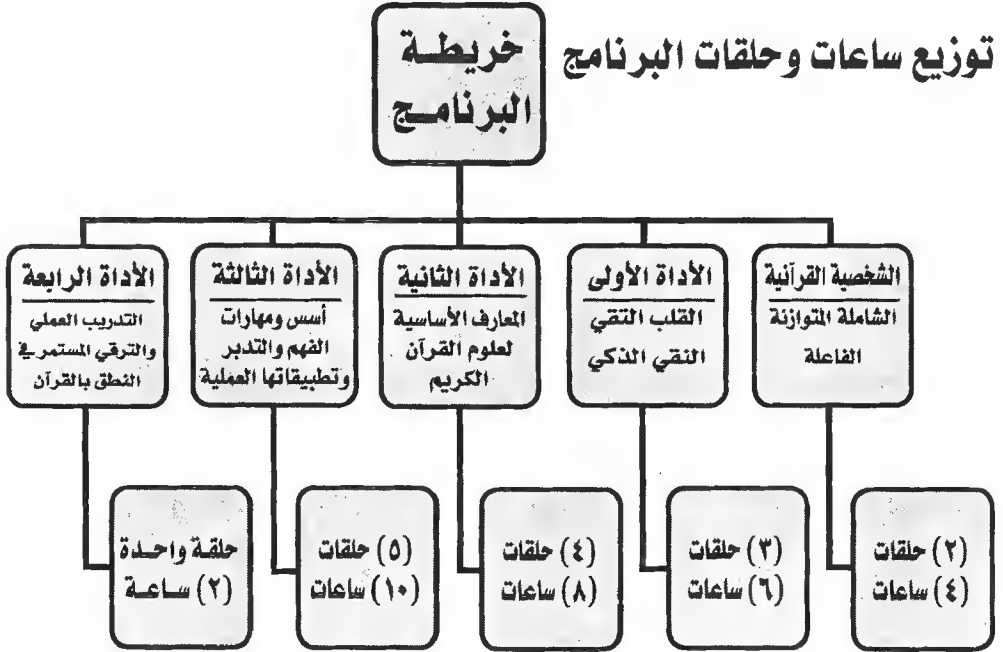 توزيع ساعات وحلقات البرنامج
خريطة
البرنامج
الشخصية القرآنية
الشاملة المتوازنة
الفاعلة
الأداة الأولى
القلب التقي
النقي الذكي
الأداة الثانية
المعارف الأساسية
لعلوم القرآن
الكريم
الأداة الثالثة
أسس ومهارات
الفهم والتدبر
وتطبيقاتها العملية
الأداة الرابعة
التدريب العملي
والترقي المستمر في
النطق بالقرآن
(٢) حلقات
(٤) ساعات
(٣) حلقات
(٦) ساعات
(٤) حلقات
(٨) ساعات
(٥) حلقات
(١٠) ساعات
حلقة واحدة
(٢) ساعة